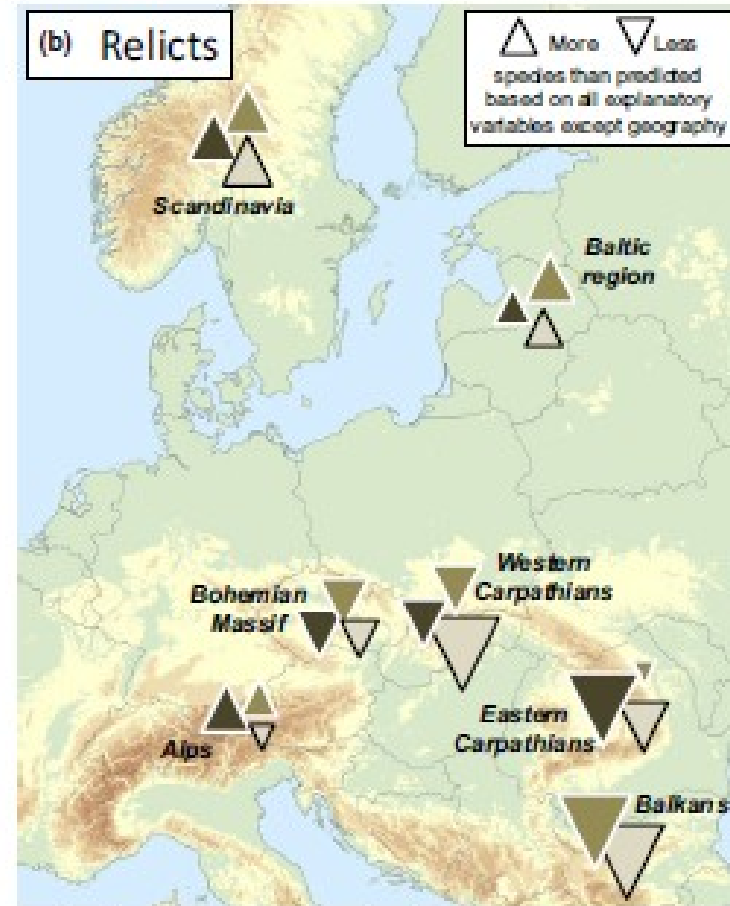 (b) Relicts
More Less
species than predicted
based on all explanatory
variables except geography
Scandinavia
Baltic
region
Western
Carpathians
Bohemian
Massif
Eastern
Carpathians
Alps
Balkans